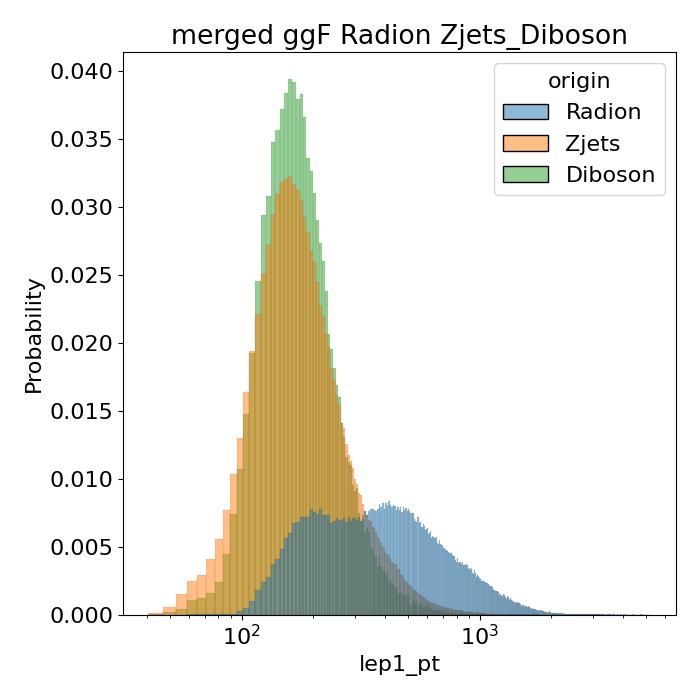 merged ggF Radion Zjets_Diboson
origin
Radion
Zjets
Diboson
Probability
0.040
0.035
0.030
0.025
0.020
0.015
0.010
0.005
0.000
10²
10³
lep1_pt